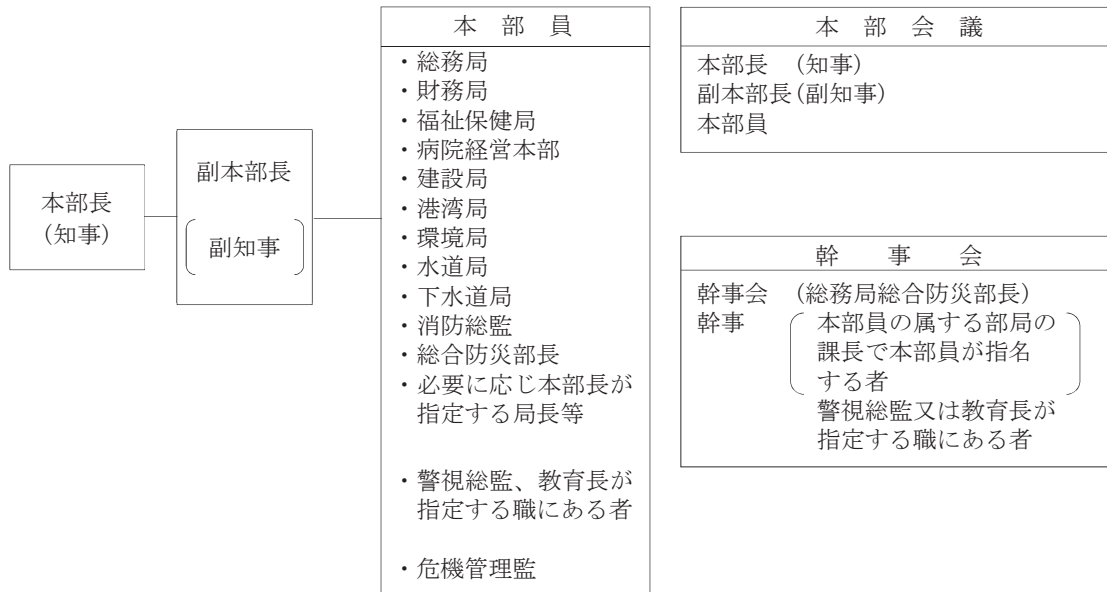 本部長
(知事)
副本部長
副知事
本部員
・総務局
・財務局
・福祉保健局
・病院経営本部
・建設局
・港湾局
・環境局
・水道局
・下水道局
・消防総監
・総合防災部長
・必要に応じ本部長が
指定する局長等
・警視総監、教育長が
指定する職にある者
・危機管理監
本部会議
本部長 (知事)
副本部長(副知事)
本部員
幹事会
幹事会 (総務局総合防災部長)
幹事 本部員の属する部局の
課長で本部員が指名
する者
警視総監又は教育長が
指定する職にある者